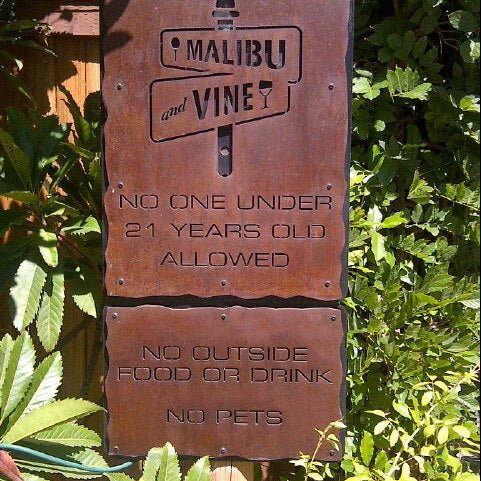 MALIBU
and VINE
NO ONE UNDER
21 YEARS OLD
ALLOWED
NO OUTSIDE
FOOD OR DRINK
NO PETS